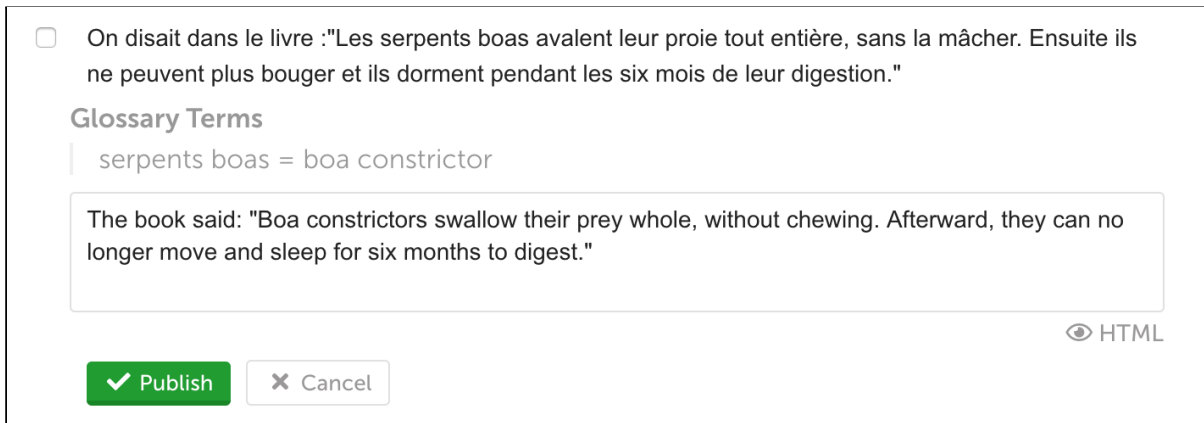 On disait dans le livre :"Les serpents boas avalent leur proie tout entière, sans la mâcher. Ensuite ils
ne peuvent plus bouger et ils dorment pendant les six mois de leur digestion."
Glossary Terms
serpents boas = boa constrictor
The book said: "Boa constrictors swallow their prey whole, without chewing. Afterward, they can no
longer move and sleep for six months to digest."
HTML
Publish
Cancel